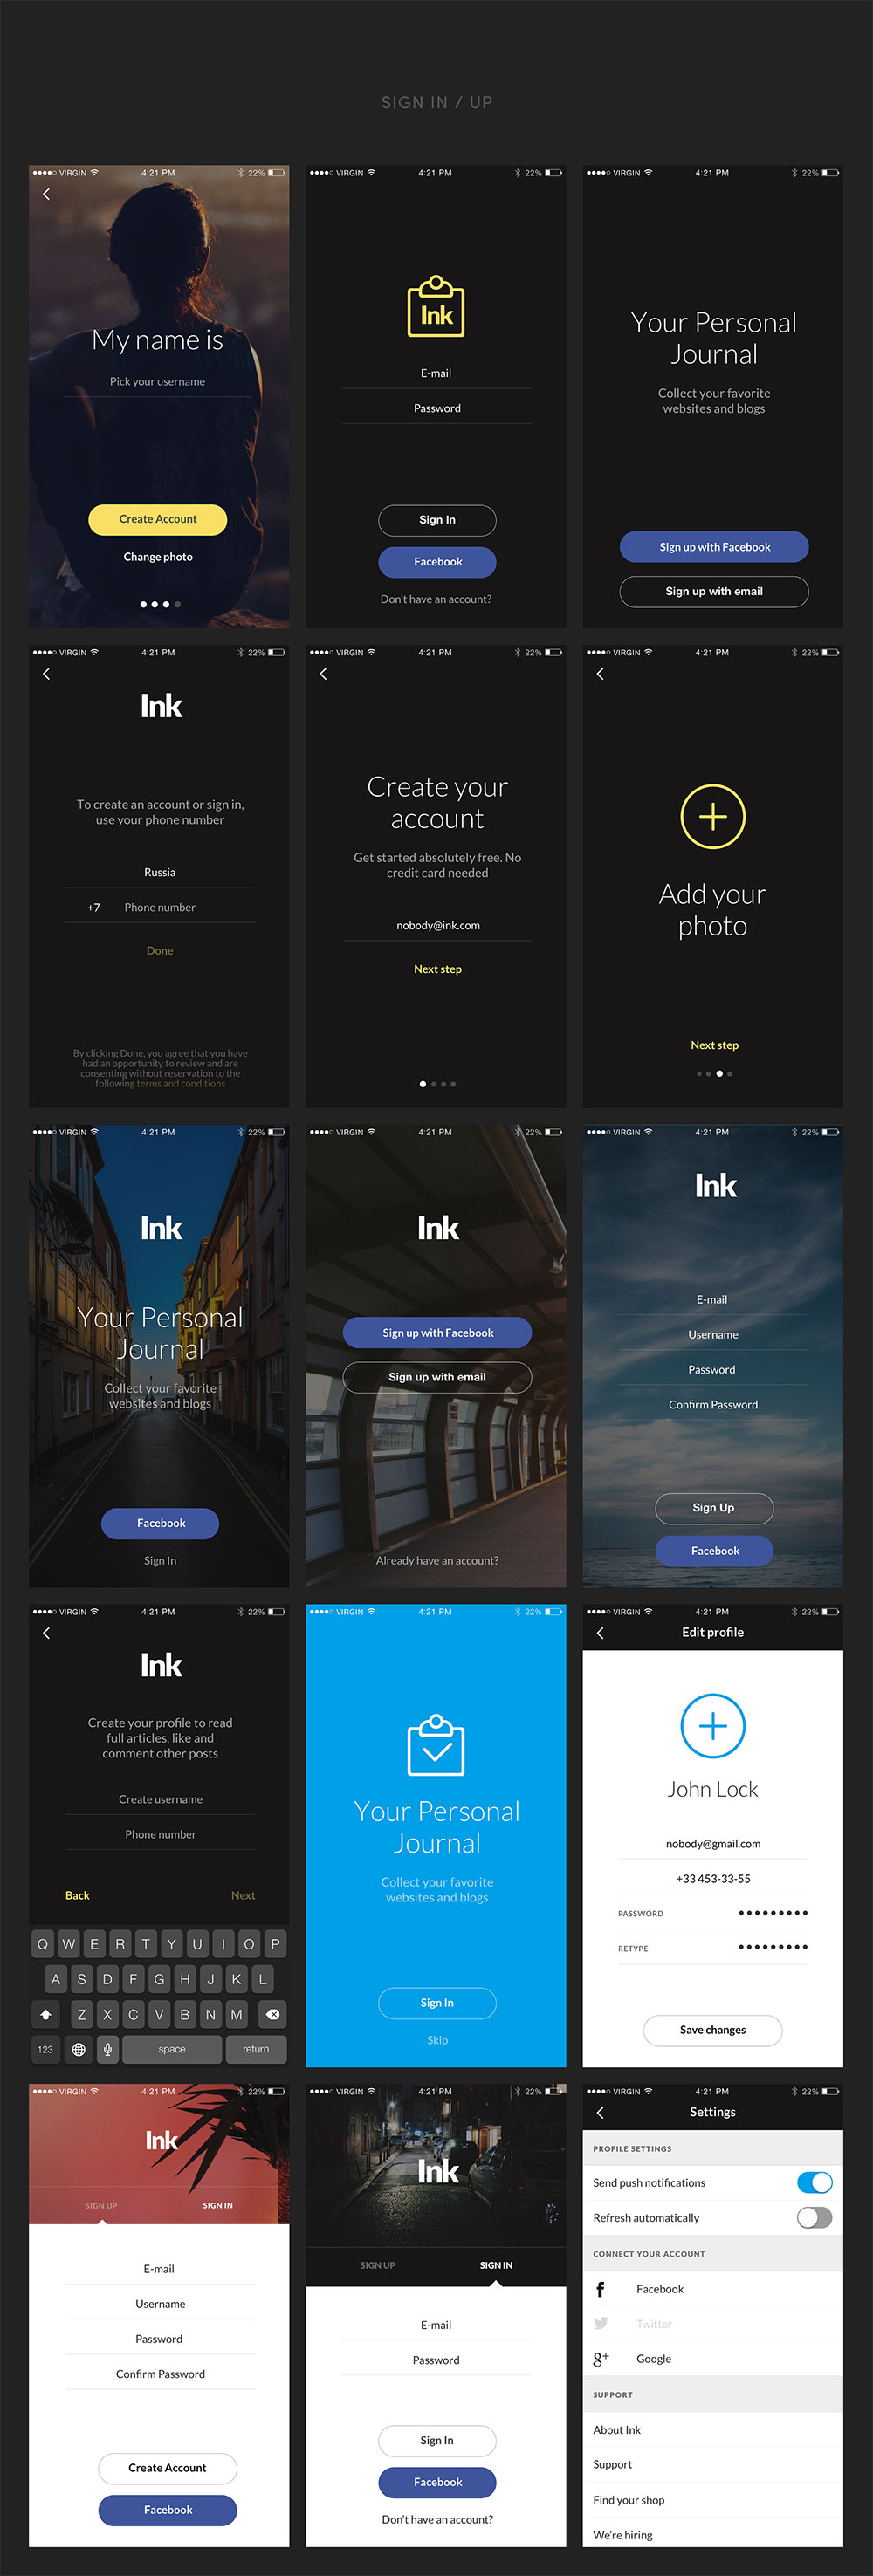 SIGN IN / UP
VIRGIN 4:21 PM 22%
My name is
Pick your username
Create Account
Change photo
VIRGIN 4:21 PM 22%
Ink
E-mail
Password
Sign In
Facebook
Don't have an account?
VIRGIN 4:21 PM 22%
Your Personal
Journal
Collect your favorite
websites and blogs
Sign up with Facebook
Sign up with email
VIRGIN 4:21 PM 22%
Ink
To create an account or sign in,
use your phone number
Russia
+7 Phone number
Done
By clicking Done, you agree that you have
had an opportunity to review and are
consenting without reservation to the
following terms and conditions
VIRGIN 4:21 PM 22%
Create your
account
Get started absolutely free. No
credit card needed
nobody@ink.com
Next step
VIRGIN 4:21 PM 22%
Add your
photo
Next step
VIRGIN 4:21 PM 22%
Ink
Your Personal
Journal
Collect your favorite
websites and blogs
Facebook
Sign In
VIRGIN 4:21 PM 22%
Ink
Sign up with Facebook
Sign up with email
Already have an account?
VIRGIN 4:21 PM 22%
Ink
E-mail
Username
Password
Confirm Password
Sign Up
Facebook
VIRGIN 4:21 PM 22%
Ink
Create your profile to read
full articles, like and
comment other posts
Create username
Phone number
Back Next
Q W E R T Y U I O P
A S D F G H J K L
Z X C V B N M
123 space return
VIRGIN 4:21 PM 22%
Your Personal
Journal
Collect your favorite
websites and blogs
Sign In
Skip
VIRGIN 4:21 PM 22%
Edit profile
John Lock
nobody@gmail.com
+33 453-33-55
PASSWORD
RETYPE
Save changes
VIRGIN 4:21 PM 22%
Ink
SIGN UP SIGN IN
E-mail
Username
Password
Confirm Password
Create Account
Facebook
VIRGIN 4:21 PM 22%
Ink
SIGN UP SIGN IN
E-mail
Password
Sign In
Facebook
Don't have an account?
VIRGIN 4:21 PM 22%
Settings
PROFILE SETTINGS
Send push notifications
Refresh automatically
CONNECT YOUR ACCOUNT
f Facebook
Twitter
g+ Google
SUPPORT
About Ink
Support
Find your shop
We're hiring